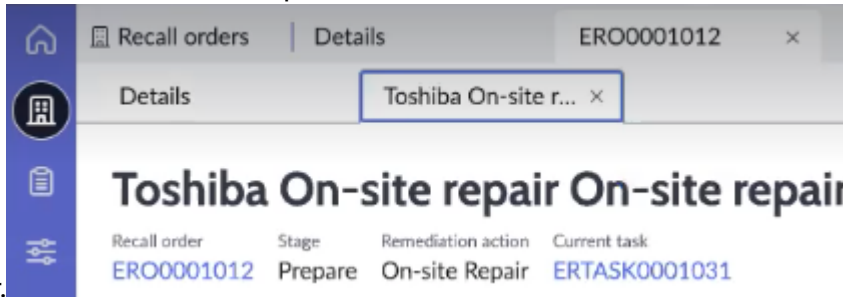 Recall orders | Details ERO0001012 ×
Details Toshiba On-site r... ×
Toshiba On-site repair On-site repair
Recall order Stage Remediation action Current task
ERO0001012 Prepare On-site Repair ERTASK0001031